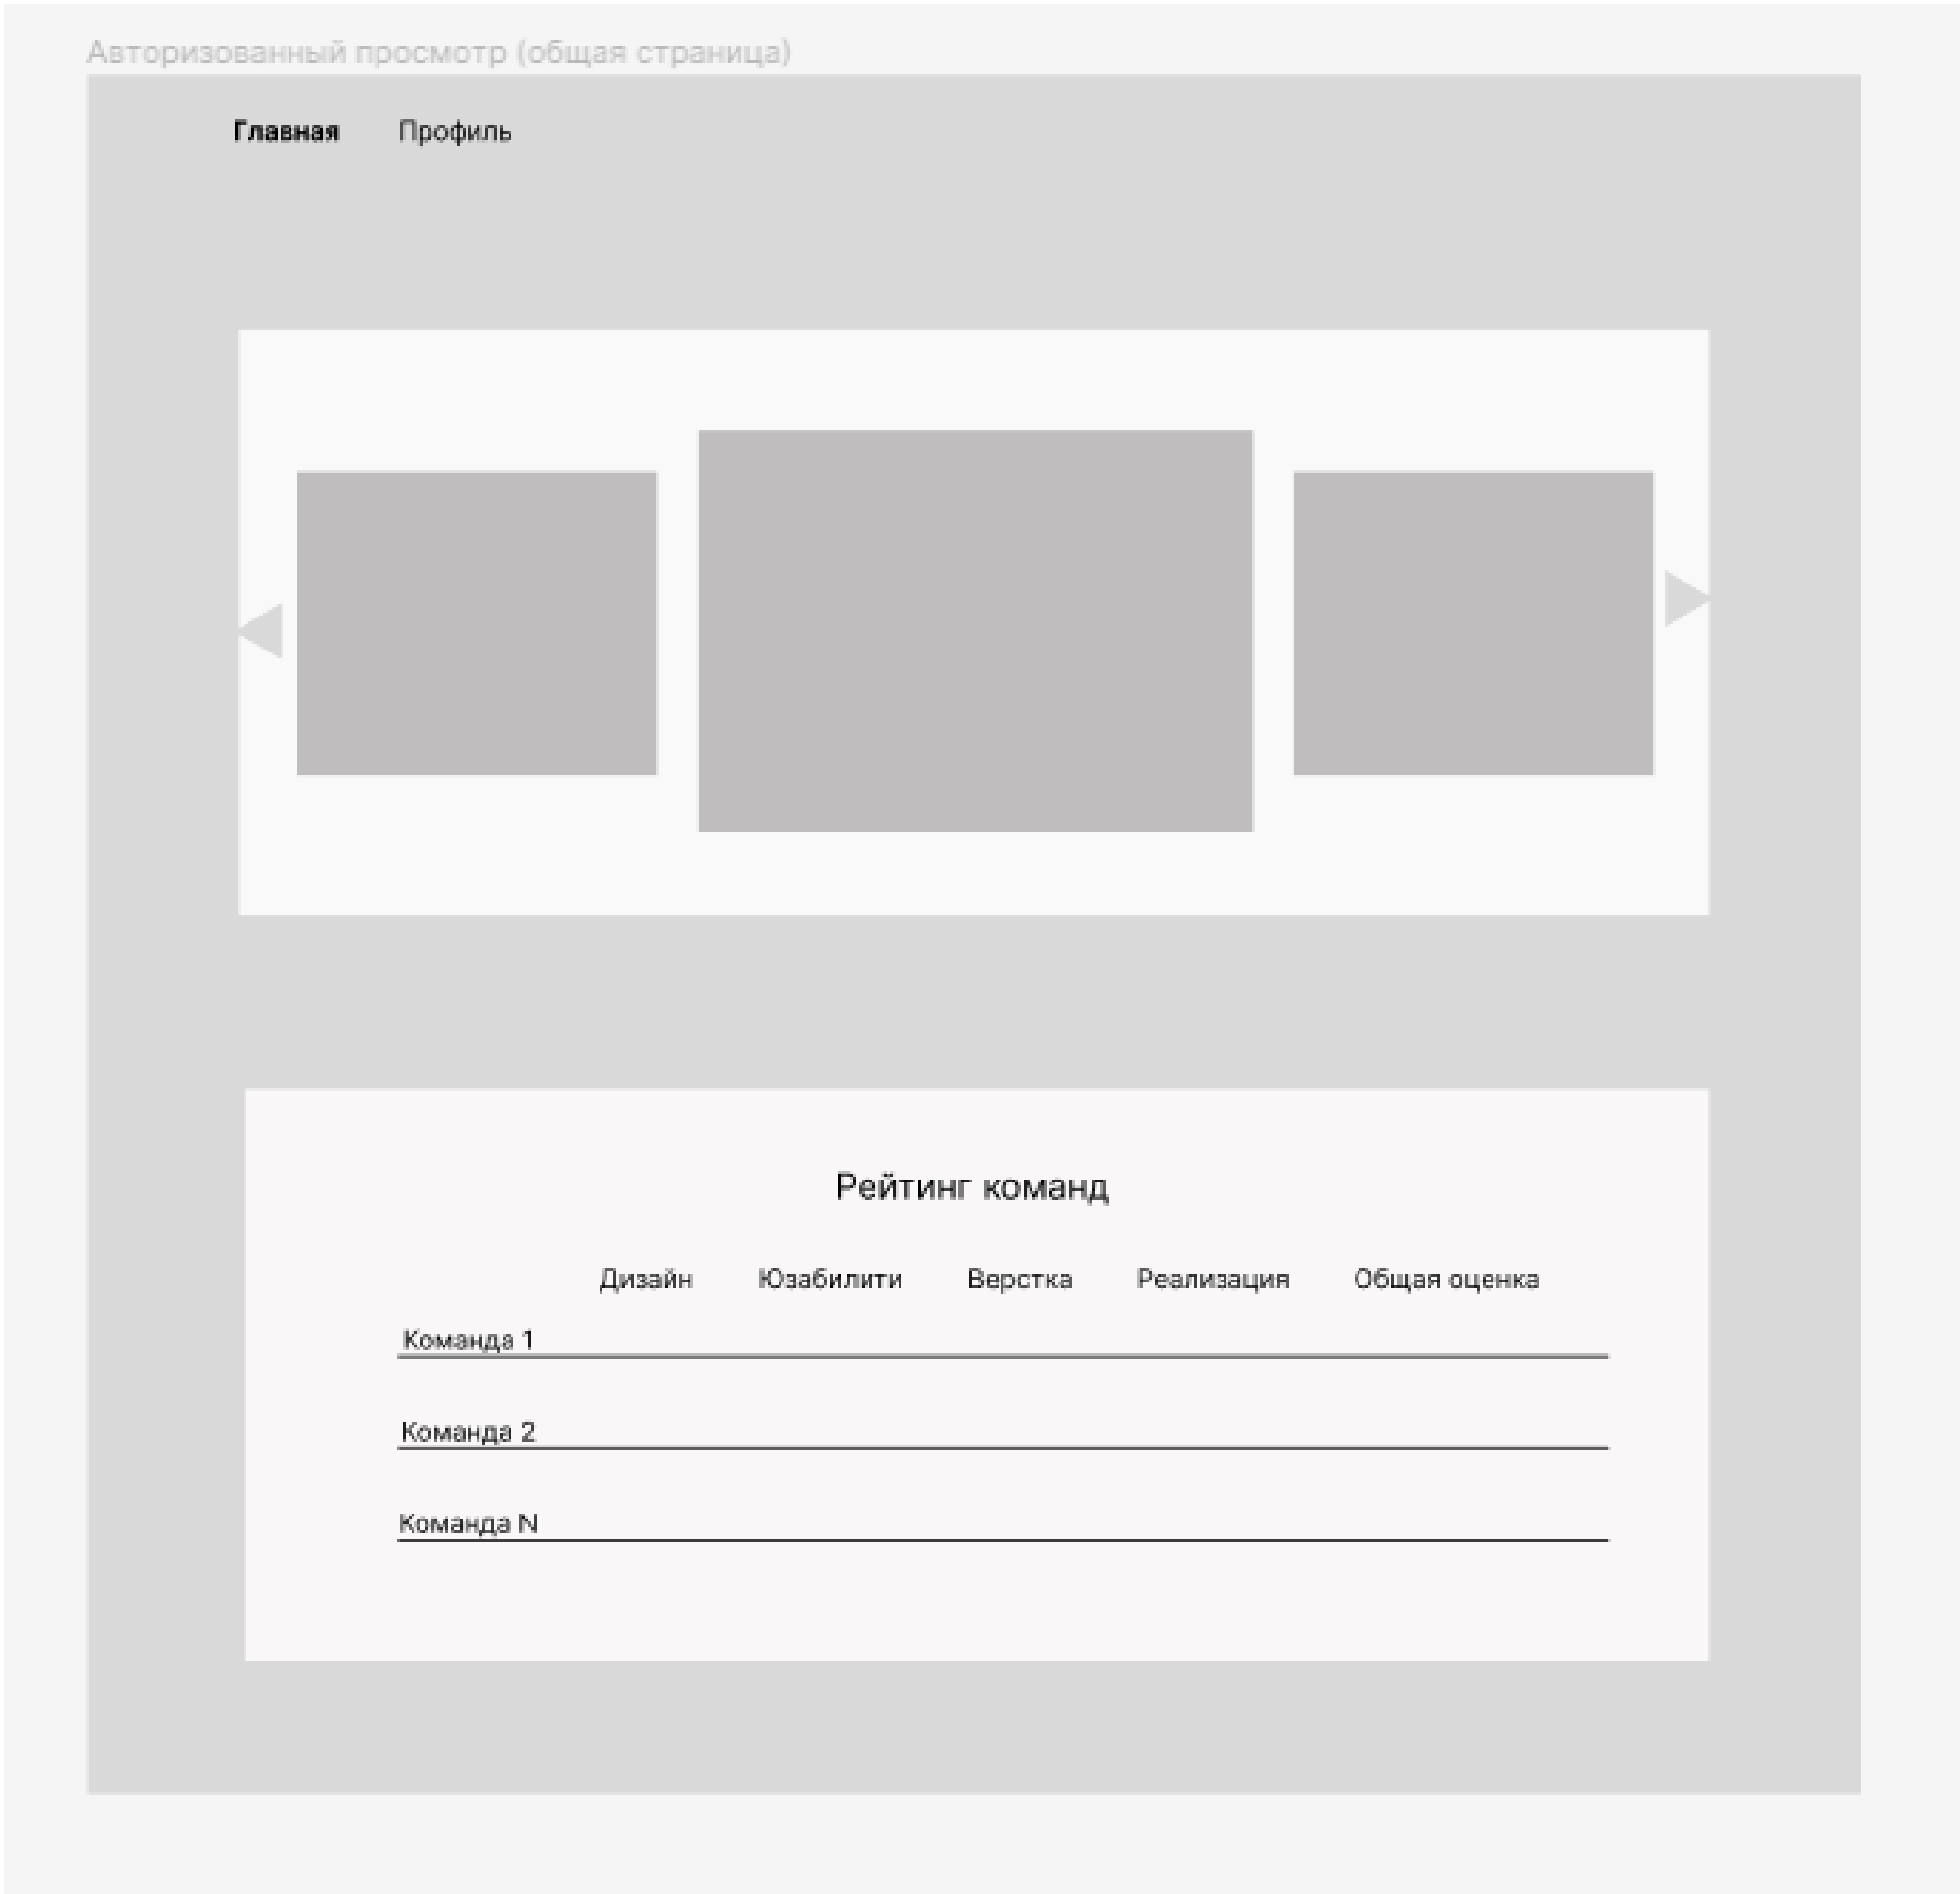 Авторизованный просмотр (общая страница)
Главная Профиль
Рейтинг команд
Дизайн Юзабилити Верстка Реализация Общая оценка
Команда 1
Команда 2
Команда N